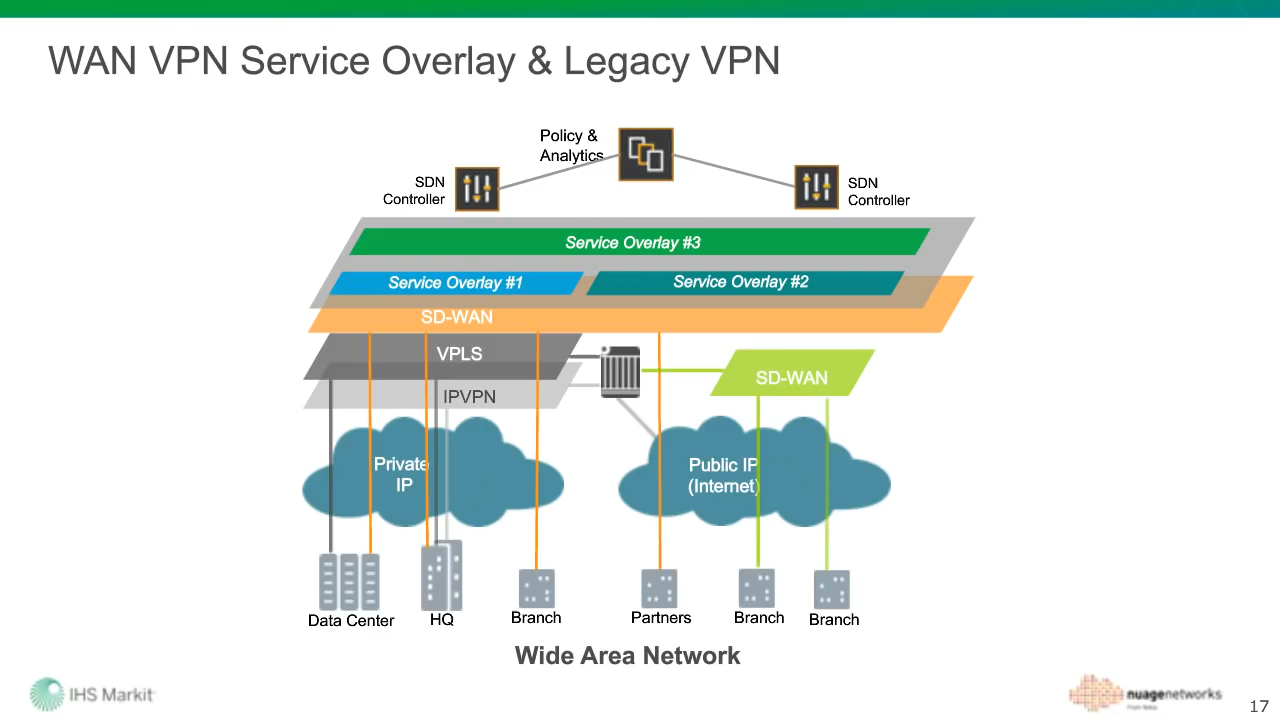 WAN VPN Service Overlay & Legacy VPN
Policy &
Analytics
SDN
Controller
SDN
Controller
Service Overlay #3
Service Overlay #1
Service Overlay #2
SD-WAN
VPLS
SD-WAN
IPVPN
Private
IP
Public IP
(Internet)
Data Center
HQ
Branch
Partners
Branch
Branch
Wide Area Network
IHS Markit
nuagenetworks
From Nokia
17